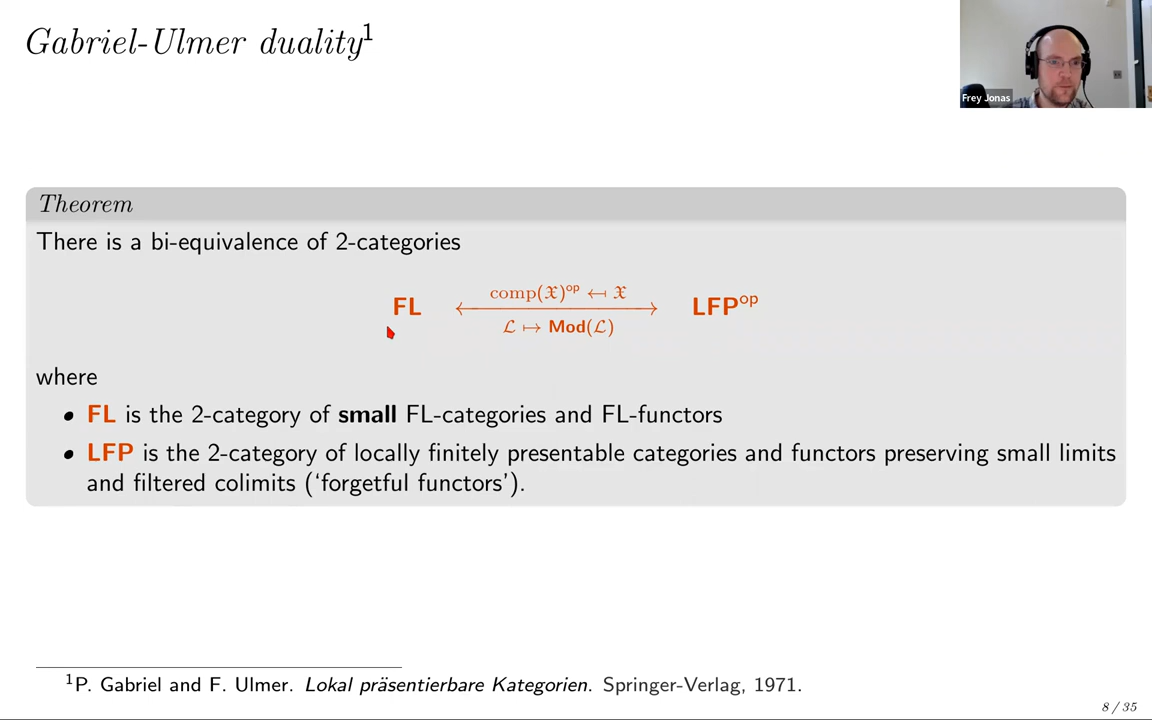 Gabriel-Ulmer duality¹
Frey Jonas
Theorem
There is a bi-equivalence of 2-categories
comp(𝔛)ᵒᵖ ↤ 𝔛
FL ⟷ LFPᵒᵖ
ℒ ↦ Mod(ℒ)
where
• FL is the 2-category of small FL-categories and FL-functors
• LFP is the 2-category of locally finitely presentable categories and functors preserving small limits
and filtered colimits (‘forgetful functors’).
¹P. Gabriel and F. Ulmer. Lokal präsentierbare Kategorien. Springer-Verlag, 1971.
8 / 35